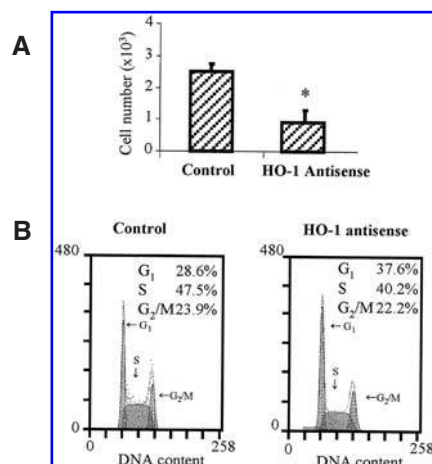 A
Cell number (x10³)
4
3
2
1
0
*
Control
HO-1 Antisense
B
Control
480
G₁ 28.6%
S 47.5%
G₂/M 23.9%
←G₁
S
↓
←G₂/M
0
258
DNA content
HO-1 antisense
480
G₁ 37.6%
S 40.2%
G₂/M 22.2%
←G₁
S
↓
←G₂/M
0
258
DNA content